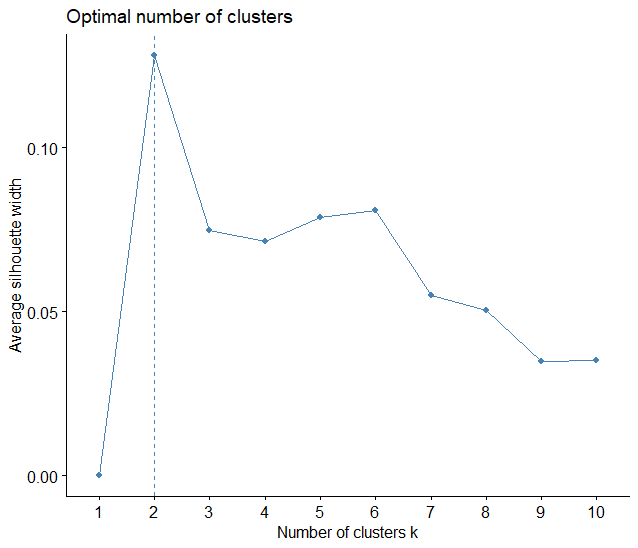 Optimal number of clusters
Average silhouette width
0.10
0.05
0.00
1 2 3 4 5 6 7 8 9 10
Number of clusters k